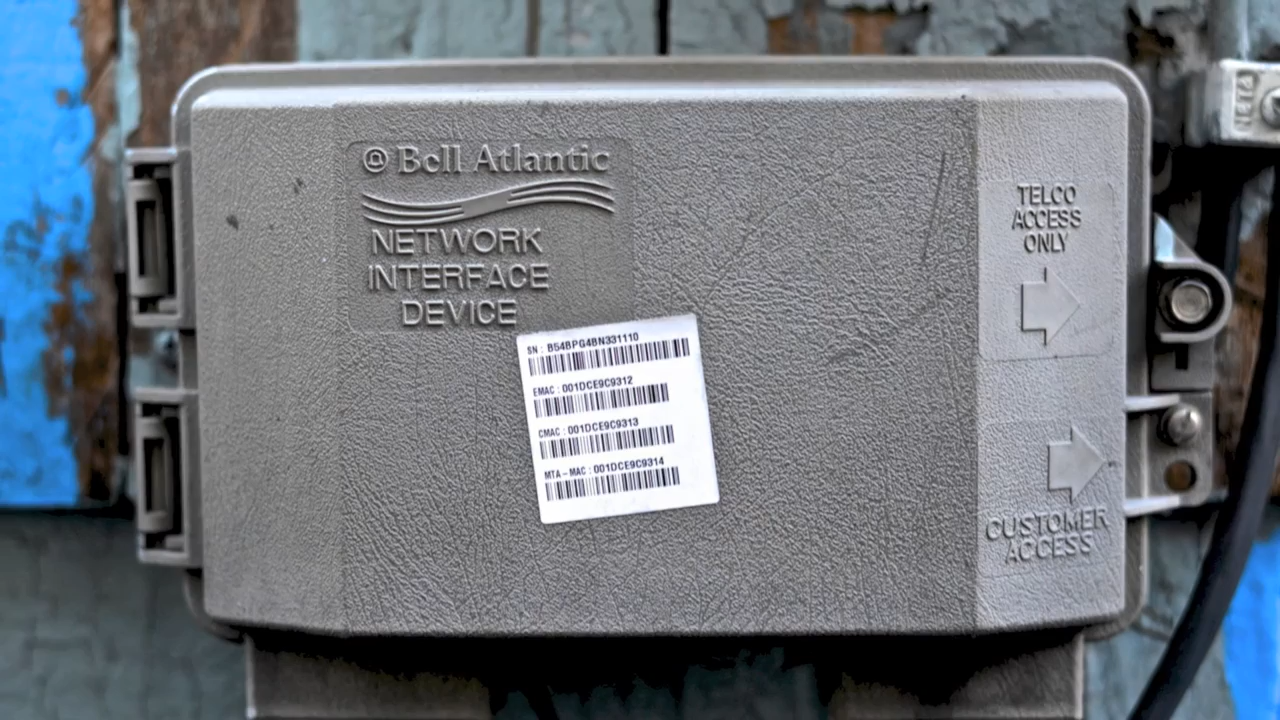 Bell Atlantic
NETWORK
INTERFACE
DEVICE
TELCO
ACCESS
ONLY
SN : B54BPG4BN331110
EMAC : 001DCE9C9312
CMAC : 001DCE9C9313
MTA-MAC : 001DCE9C9314
CUSTOMER
ACCESS